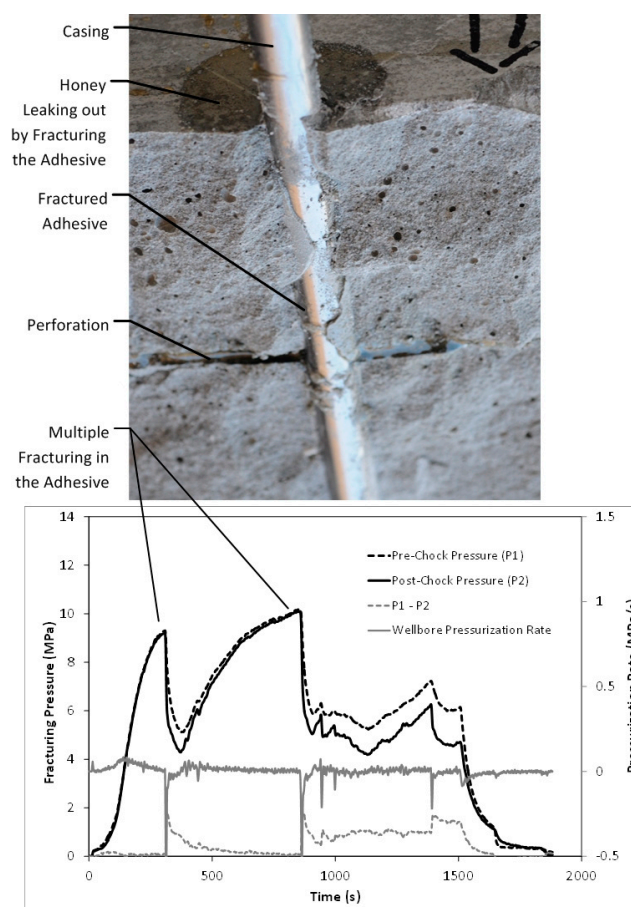 Casing
Honey
Leaking out
by Fracturing
the Adhesive
Fractured
Adhesive
Perforation
Multiple
Fracturing in
the Adhesive
14
12
10
8
6
4
2
0
Fracturing Pressure (MPa)
Pre-Chock Pressure (P1)
Post-Chock Pressure (P2)
P1 - P2
Wellbore Pressurization Rate
1.5
1
0.5
0
-0.5
0
500
1000
1500
2000
Time (s)